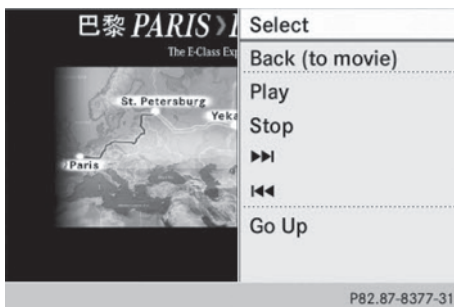 巴黎 PARIS
The E-Class Exp
St. Petersburg
Yeka
Paris
Select
Back (to movie)
Play
Stop
Go Up
P82.87-8377-31